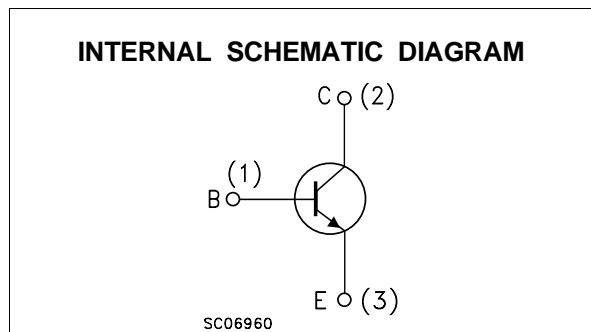 INTERNAL SCHEMATIC DIAGRAM
C (2)
(1)
B
E (3)
SC06960